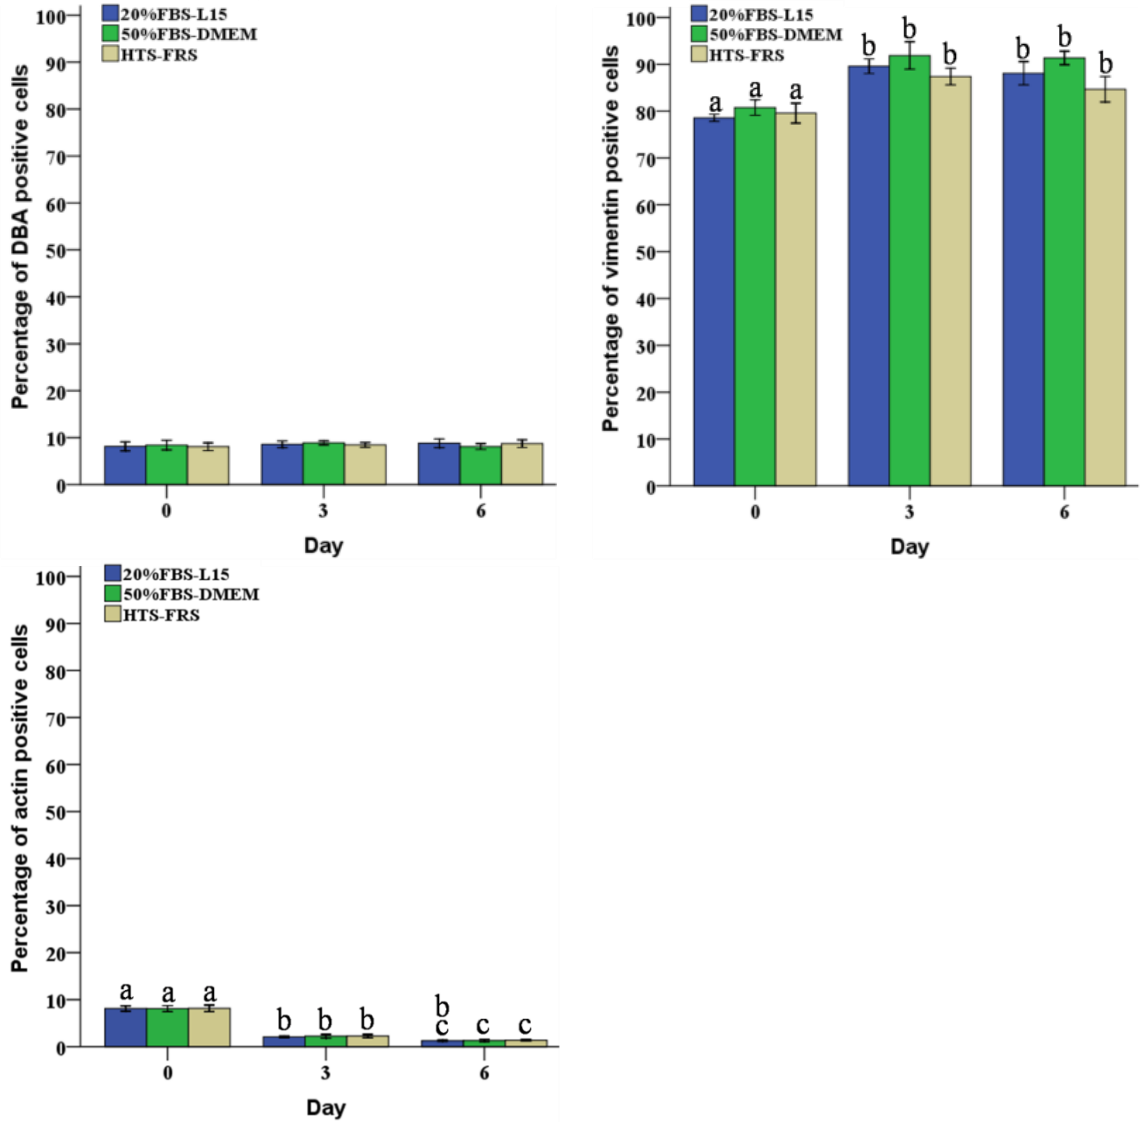 20%FBS-L15
50%FBS-DMEM
HTS-FRS
Percentage of DBA positive cells
100
90
80
70
60
50
40
30
20
10
0
0 3 6
Day
20%FBS-L15
50%FBS-DMEM
HTS-FRS
Percentage of vimentin positive cells
100
90
80
70
60
50
40
30
20
10
0
a a a b b b b b b
0 3 6
Day
20%FBS-L15
50%FBS-DMEM
HTS-FRS
Percentage of actin positive cells
100
90
80
70
60
50
40
30
20
10
0
a a a b b b b
c c c
0 3 6
Day